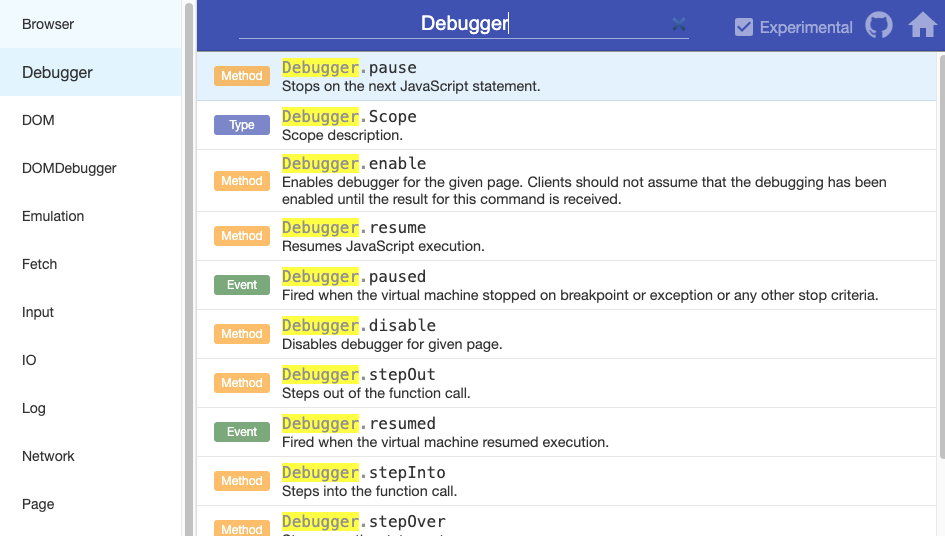 Browser
Debugger
DOM
DOMDebugger
Emulation
Fetch
Input
IO
Log
Network
Page
Debugger
Experimental
Method
Debugger.pause
Stops on the next JavaScript statement.
Type
Debugger.Scope
Scope description.
Method
Debugger.enable
Enables debugger for the given page. Clients should not assume that the debugging has been
enabled until the result for this command is received.
Method
Debugger.resume
Resumes JavaScript execution.
Event
Debugger.paused
Fired when the virtual machine stopped on breakpoint or exception or any other stop criteria.
Method
Debugger.disable
Disables debugger for given page.
Method
Debugger.stepOut
Steps out of the function call.
Event
Debugger.resumed
Fired when the virtual machine resumed execution.
Method
Debugger.stepInto
Steps into the function call.
Method
Debugger.stepOver